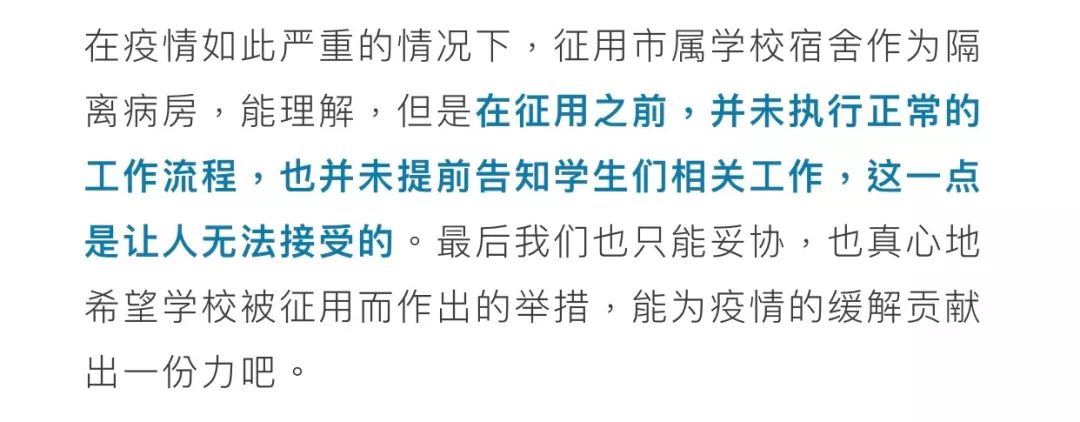 在疫情如此严重的情况下，征用市属学校宿舍作为隔
离病房，能理解，但是在征用之前，并未执行正常的
工作流程，也并未提前告知学生们相关工作，这一点
是让人无法接受的。最后我们也只能妥协，也真心地
希望学校被征用而作出的举措，能为疫情的缓解贡献
出一份力吧。